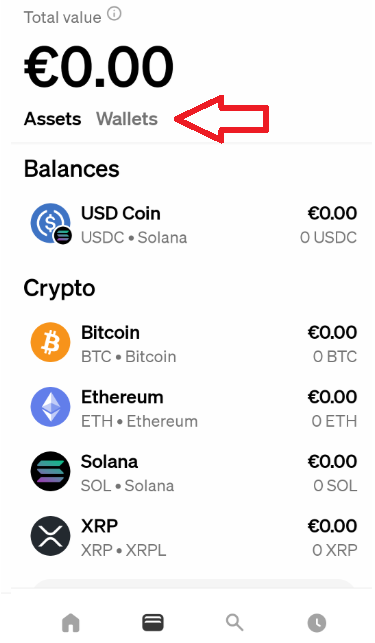 Total value
€0.00
Assets Wallets
Balances
USD Coin €0.00
USDC • Solana 0 USDC
Crypto
Bitcoin €0.00
BTC • Bitcoin 0 BTC
Ethereum €0.00
ETH • Ethereum 0 ETH
Solana €0.00
SOL • Solana 0 SOL
XRP €0.00
XRP • XRPL 0 XRP